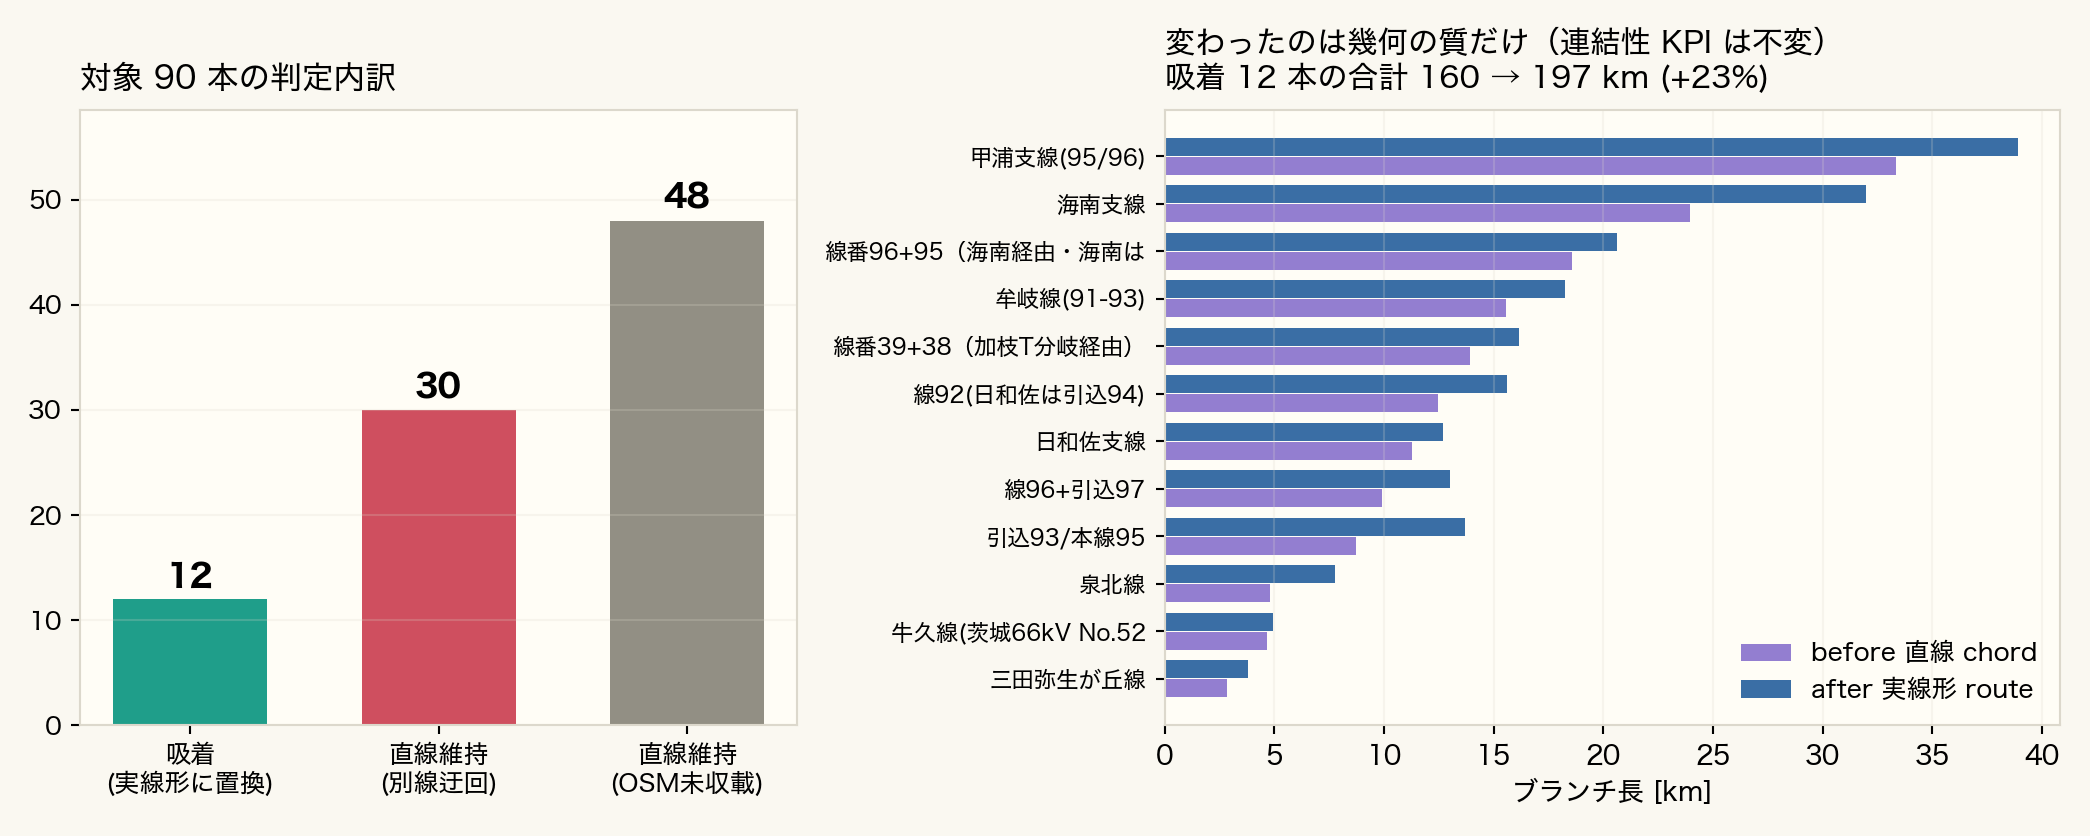 対象 90 本の判定内訳
50
40
30
20
10
0
12
30
48
吸着
(実線形に置換)
直線維持
(別線迂回)
直線維持
(OSM未収載)
変わったのは幾何の質だけ（連結性 KPI は不変）
吸着 12 本の合計 160 → 197 km (+23%)
甲浦支線(95/96)
海南支線
線番96+95（海南経由・海南は
牟岐線(91-93)
線番39+38（加枝T分岐経由）
線92(日和佐は引込94)
日和佐支線
線96+引込97
引込93/本線95
泉北線
牛久線(茨城66kV No.52
三田弥生が丘線
before 直線 chord
after 実線形 route
0
5
10
15
20
25
30
35
40
ブランチ長 [km]